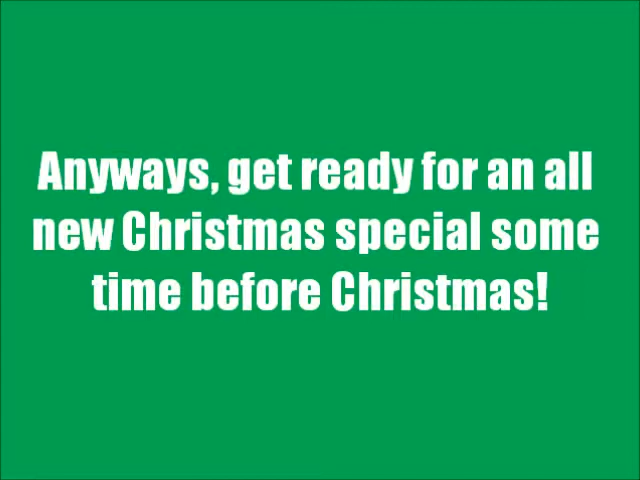 Anyways, get ready for an all
new Christmas special some
time before Christmas!